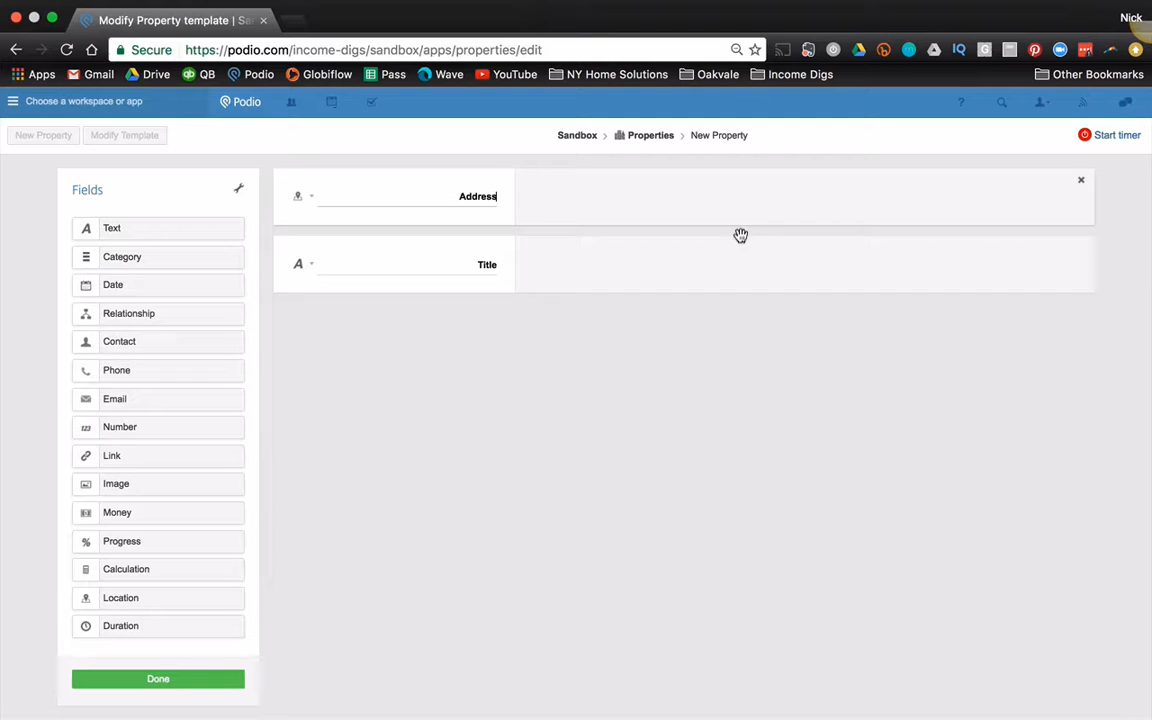 Modify Property template | Sa
Nick
Secure https://podio.com/income-digs/sandbox/apps/properties/edit
Apps Gmail Drive QB Podio Globiflow Pass Wave YouTube NY Home Solutions Oakvale Income Digs Other Bookmarks
Choose a workspace or app Podio ?
New Property Modify Template Sandbox > Properties > New Property Start timer
Fields
Address
A Text
Category
A Title
Date
Relationship
Contact
Phone
Email
123 Number
Link
Image
Money
% Progress
Calculation
Location
Duration
Done